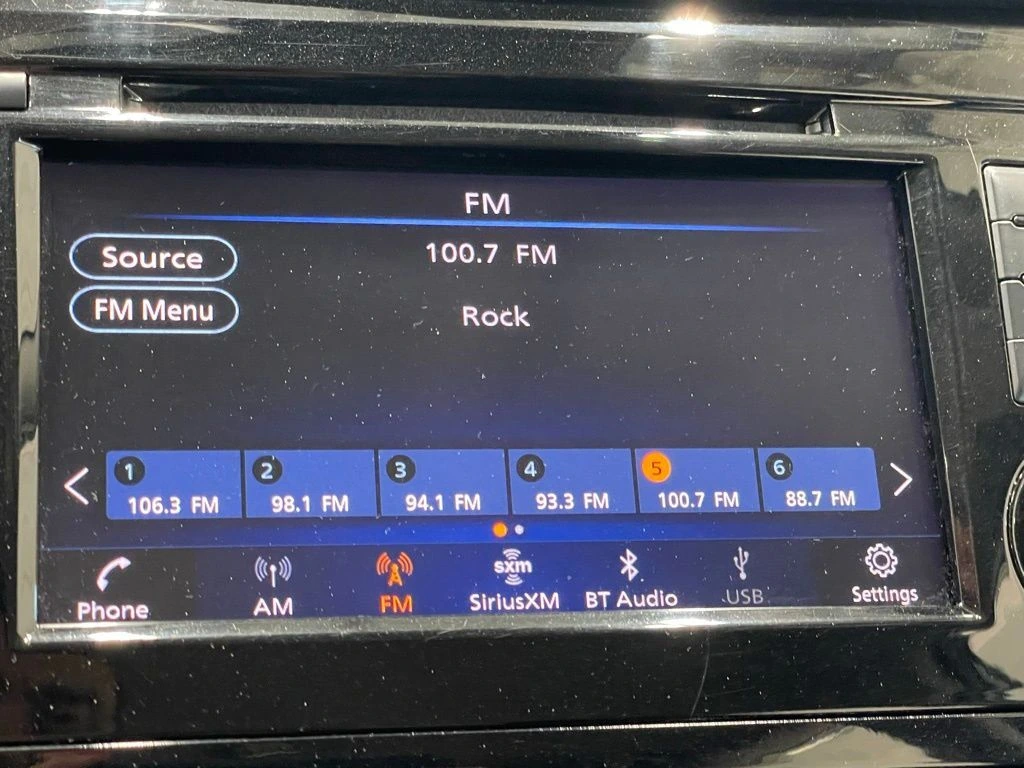 FM
Source
100.7 FM
FM Menu
Rock
1 2 3 4 5 6
106.3 FM 98.1 FM 94.1 FM 93.3 FM 100.7 FM 88.7 FM
sxm
Phone AM FM SiriusXM BT Audio USB Settings